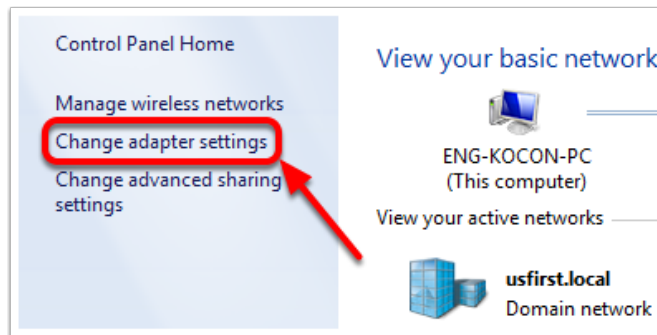 Control Panel Home
Manage wireless networks
Change adapter settings
Change advanced sharing
settings
View your basic network
ENG-KOCON-PC
(This computer)
View your active networks
usfirst.local
Domain network